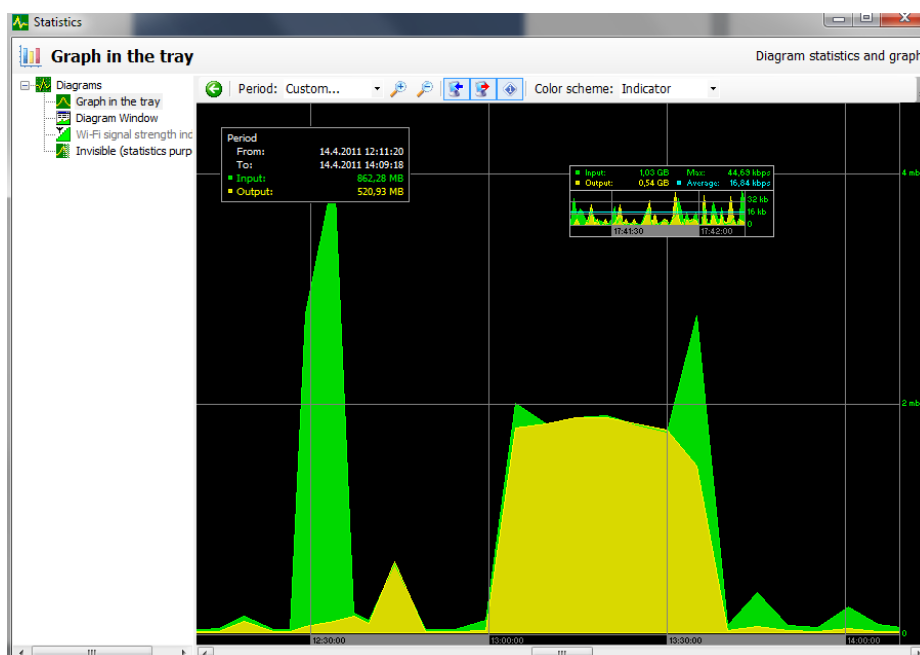 Statistics
Graph in the tray
Diagram statistics and graph
Diagrams
Graph in the tray
Diagram Window
Wi-Fi signal strength inc
Invisible (statistics purp
Period: Custom...
Color scheme: Indicator
Period
From: 14.4.2011 12:11:20
To: 14.4.2011 14:09:18
Input: 862,28 MB
Output: 520,93 MB
Input: 1,03 GB Max: 44,69 kbps
Output: 0,54 GB Average: 16,84 kbps
32 kb
16 kb
0
17:41:30 17:42:00
4 mb
2 mb
0
12:30:00 13:00:00 13:30:00 14:00:00